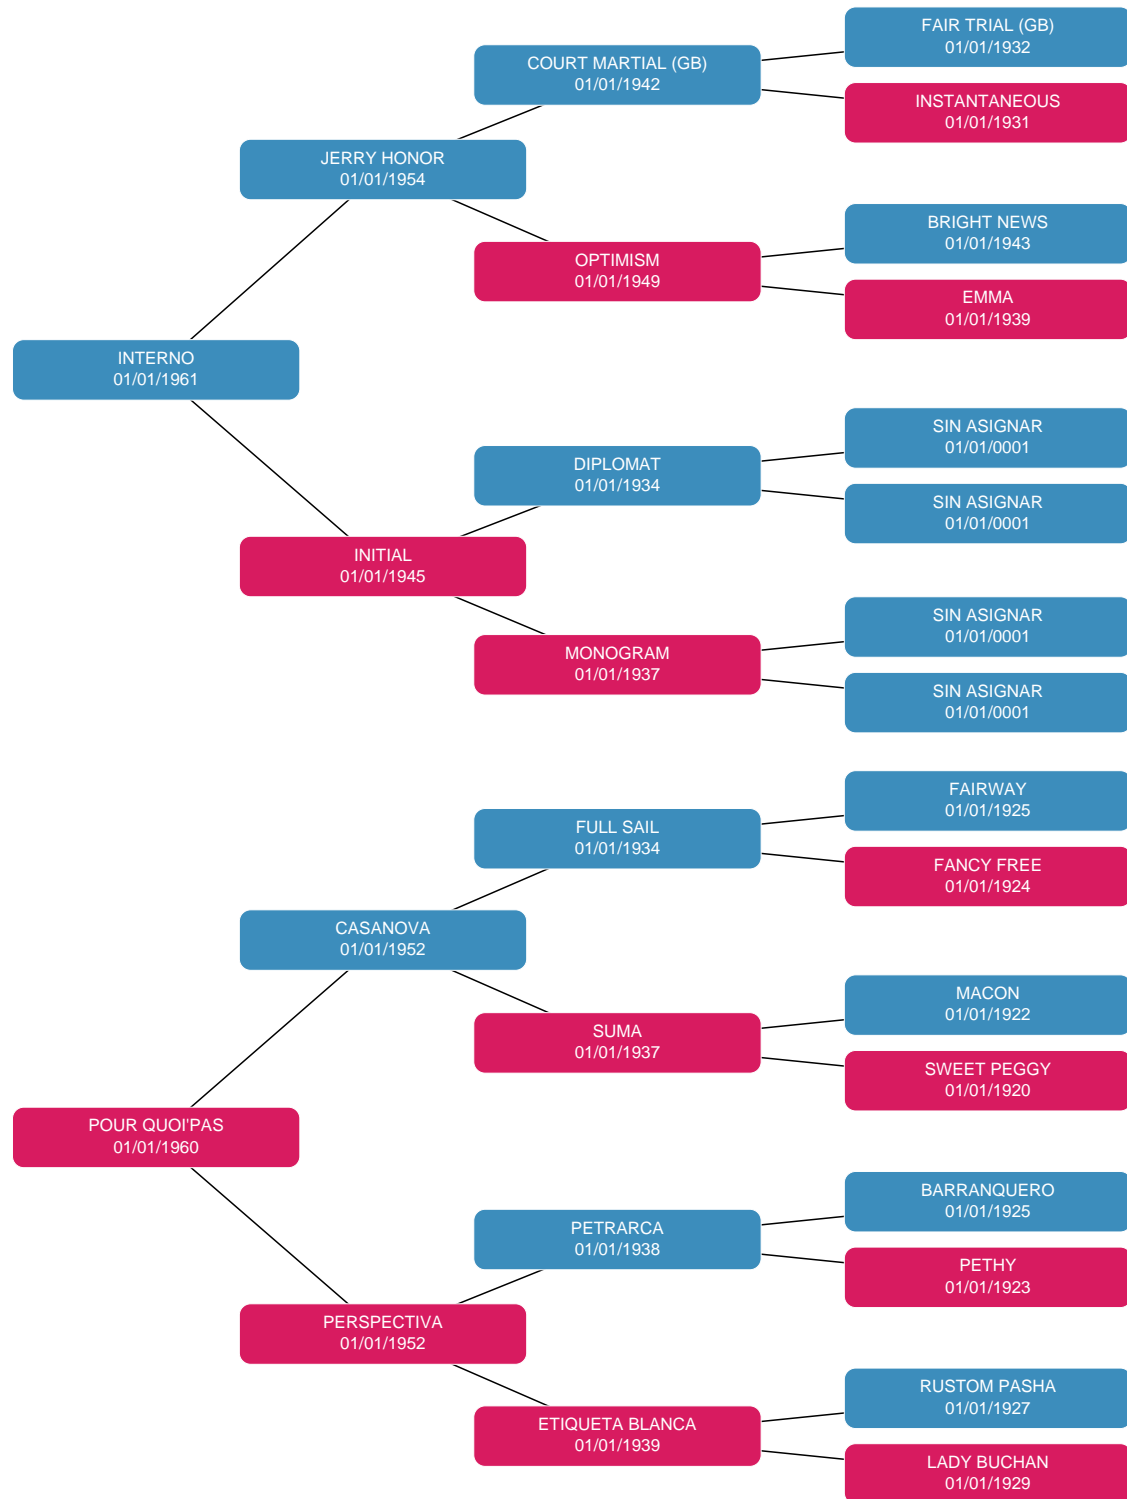 FAIR TRIAL (GB)
01/01/1932
COURT MARTIAL (GB)
01/01/1942
INSTANTANEOUS
01/01/1931
JERRY HONOR
01/01/1954
BRIGHT NEWS
01/01/1943
OPTIMISM
01/01/1949
EMMA
01/01/1939
INTERNO
01/01/1961
SIN ASIGNAR
01/01/0001
DIPLOMAT
01/01/1934
SIN ASIGNAR
01/01/0001
INITIAL
01/01/1945
SIN ASIGNAR
01/01/0001
MONOGRAM
01/01/1937
SIN ASIGNAR
01/01/0001
FAIRWAY
01/01/1925
FULL SAIL
01/01/1934
FANCY FREE
01/01/1924
CASANOVA
01/01/1952
MACON
01/01/1922
SUMA
01/01/1937
SWEET PEGGY
01/01/1920
POUR QUOI'PAS
01/01/1960
BARRANQUERO
01/01/1925
PETRARCA
01/01/1938
PETHY
01/01/1923
PERSPECTIVA
01/01/1952
RUSTOM PASHA
01/01/1927
ETIQUETA BLANCA
01/01/1939
LADY BUCHAN
01/01/1929